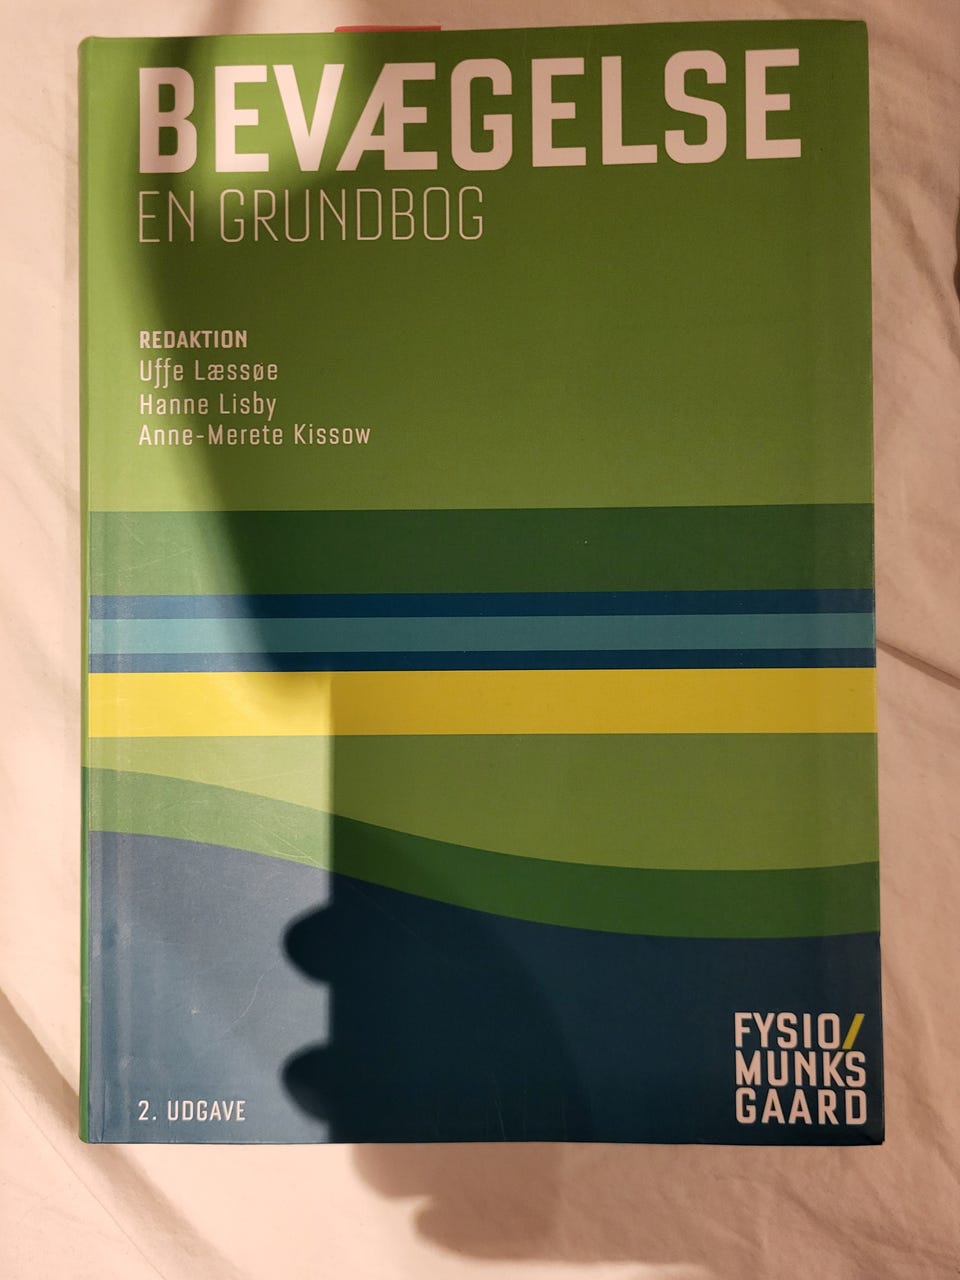 BEVÆGELSE
EN GRUNDBOG
REDAKTION
Uffe Læssøe
Hanne Lisby
Anne-Merete Kissow
2. UDGAVE
FYSIO/
MUNKS
GAARD